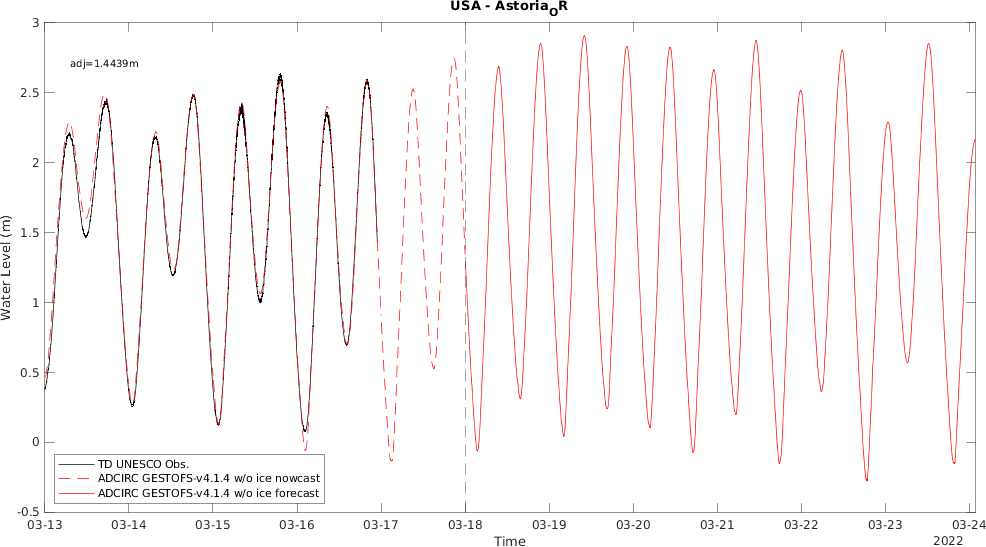 USA - Astoria_OR
3
adj=1.4439m
2.5
2
1.5
1
0.5
0
-0.5
Water Level (m)
TD UNESCO Obs.
ADCIRC GESTOFS-v4.1.4 w/o ice nowcast
ADCIRC GESTOFS-v4.1.4 w/o ice forecast
03-13 03-14 03-15 03-16 03-17 03-18 03-19 03-20 03-21 03-22 03-23 03-24
Time
2022